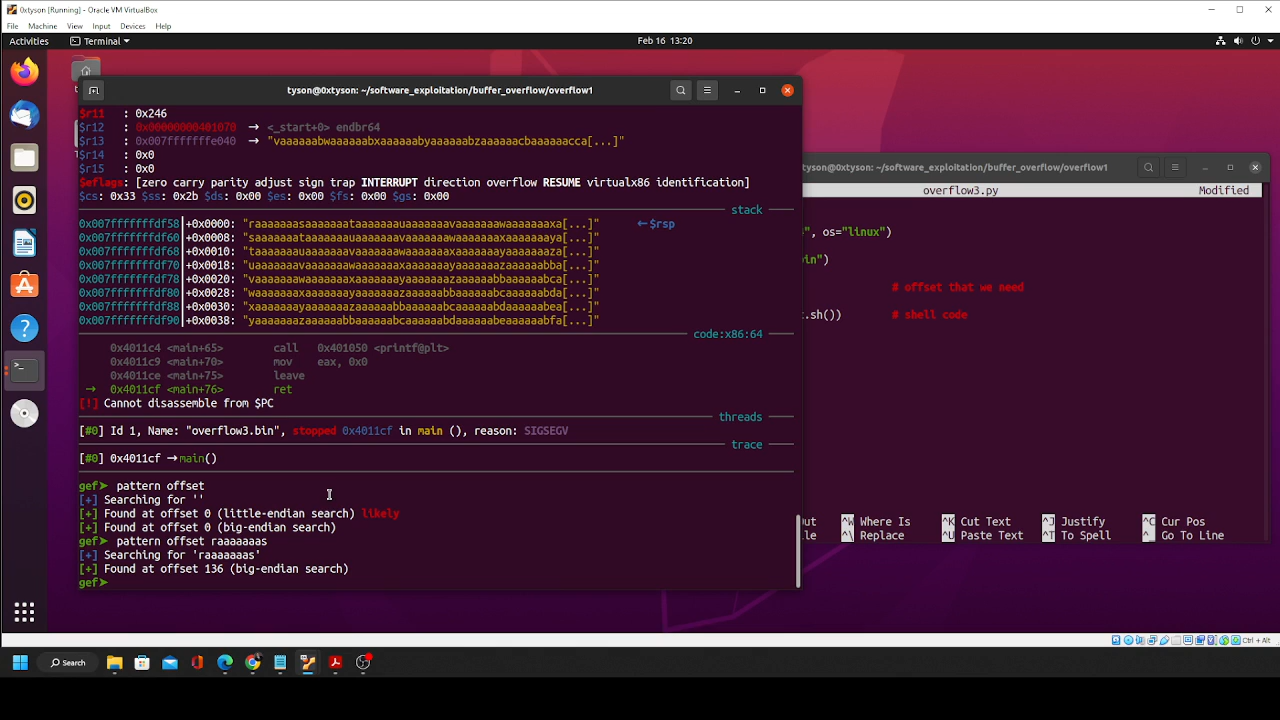 0xtyson [Running] - Oracle VM VirtualBox
File Machine View Input Devices Help
Activities Terminal Feb 16 13:20
tyson@0xtyson: ~/software_exploitation/buffer_overflow/overflow1
$r11 : 0x246
$r12 : 0x00000000401070 → <_start+0> endbr64
$r13 : 0x007fffffffe040 → "vaaaaaabwaaaaaabxaaaaaabyaaaaaabzaaaaaacbaaaaaacca[...]"
$r14 : 0x0
$r15 : 0x0
$eflags: [zero carry parity adjust sign trap INTERRUPT direction overflow RESUME virtualx86 identification]
$cs: 0x33 $ss: 0x2b $ds: 0x00 $es: 0x00 $fs: 0x00 $gs: 0x00
stack
0x007fffffffdf58│+0x0000: "raaaaaaasaaaaaaataaaaaaauaaaaaaavaaaaaaawaaaaaaaxa[...]" ←$rsp
0x007fffffffdf60│+0x0008: "saaaaaaataaaaaaauaaaaaaavaaaaaaawaaaaaaaxaaaaaaaya[...]"
0x007fffffffdf68│+0x0010: "taaaaaaauaaaaaaavaaaaaaawaaaaaaaxaaaaaaayaaaaaaaza[...]"
0x007fffffffdf70│+0x0018: "uaaaaaaavaaaaaaawaaaaaaaxaaaaaaayaaaaaaazaaaaaabba[...]"
0x007fffffffdf78│+0x0020: "vaaaaaaawaaaaaaaxaaaaaaayaaaaaaazaaaaaabbaaaaaabca[...]"
0x007fffffffdf80│+0x0028: "waaaaaaaxaaaaaaayaaaaaaazaaaaaabbaaaaaabcaaaaaabda[...]"
0x007fffffffdf88│+0x0030: "xaaaaaaayaaaaaaazaaaaaabbaaaaaabcaaaaaabdaaaaaabea[...]"
0x007fffffffdf90│+0x0038: "yaaaaaaazaaaaaabbaaaaaabcaaaaaabdaaaaaabeaaaaaabfa[...]"
code:x86:64
0x4011c4 <main+65> call 0x401050 <printf@plt>
0x4011c9 <main+70> mov eax, 0x0
0x4011ce <main+75> leave
→ 0x4011cf <main+76> ret
[!] Cannot disassemble from $PC
threads
[#0] Id 1, Name: "overflow3.bin", stopped 0x4011cf in main (), reason: SIGSEGV
trace
[#0] 0x4011cf →main()
gef➤ pattern offset
[+] Searching for ''
[+] Found at offset 0 (little-endian search) likely
[+] Found at offset 0 (big-endian search)
gef➤ pattern offset raaaaaaas
[+] Searching for 'raaaaaaas'
[+] Found at offset 136 (big-endian search)
gef➤
tyson@0xtyson: ~/software_exploitation/buffer_overflow/overflow1
overflow3.py Modified
", os="linux")
in")
# offset that we need
.sh()) # shell code
ut ^W Where Is ^K Cut Text ^J Justify ^C Cur Pos
le ^\ Replace ^U Paste Text ^T To Spell ^_ Go To Line
Ctrl + Alt
Search